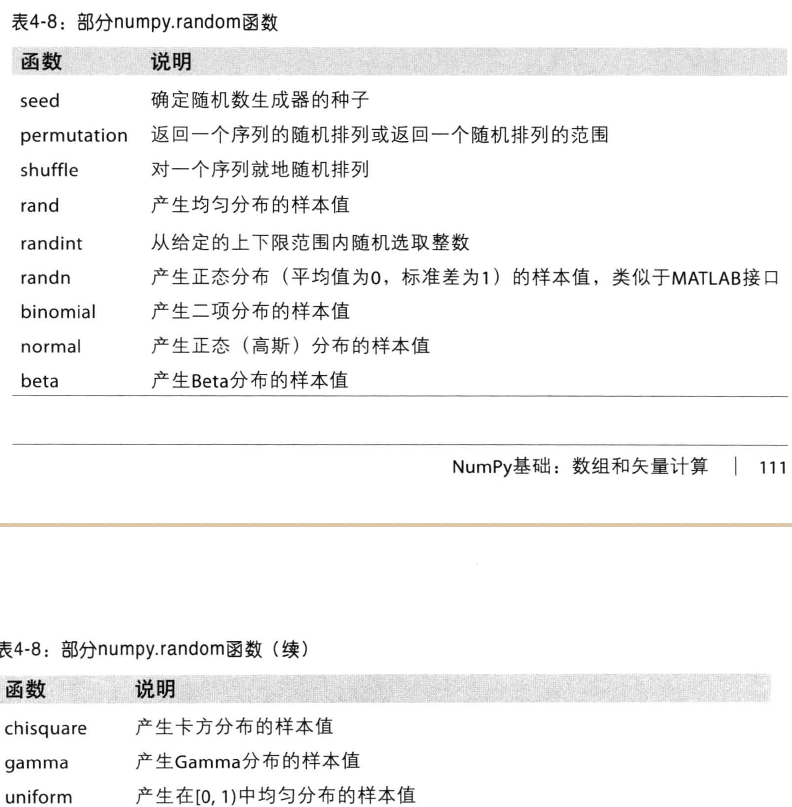 表4-8：部分numpy.random函数
函数 说明
seed 确定随机数生成器的种子
permutation 返回一个序列的随机排列或返回一个随机排列的范围
shuffle 对一个序列就地随机排列
rand 产生均匀分布的样本值
randint 从给定的上下限范围内随机选取整数
randn 产生正态分布（平均值为0，标准差为1）的样本值，类似于MATLAB接口
binomial 产生二项分布的样本值
normal 产生正态（高斯）分布的样本值
beta 产生Beta分布的样本值
NumPy基础：数组和矢量计算 | 111
表4-8：部分numpy.random函数（续）
函数 说明
chisquare 产生卡方分布的样本值
gamma 产生Gamma分布的样本值
uniform 产生在[0, 1)中均匀分布的样本值